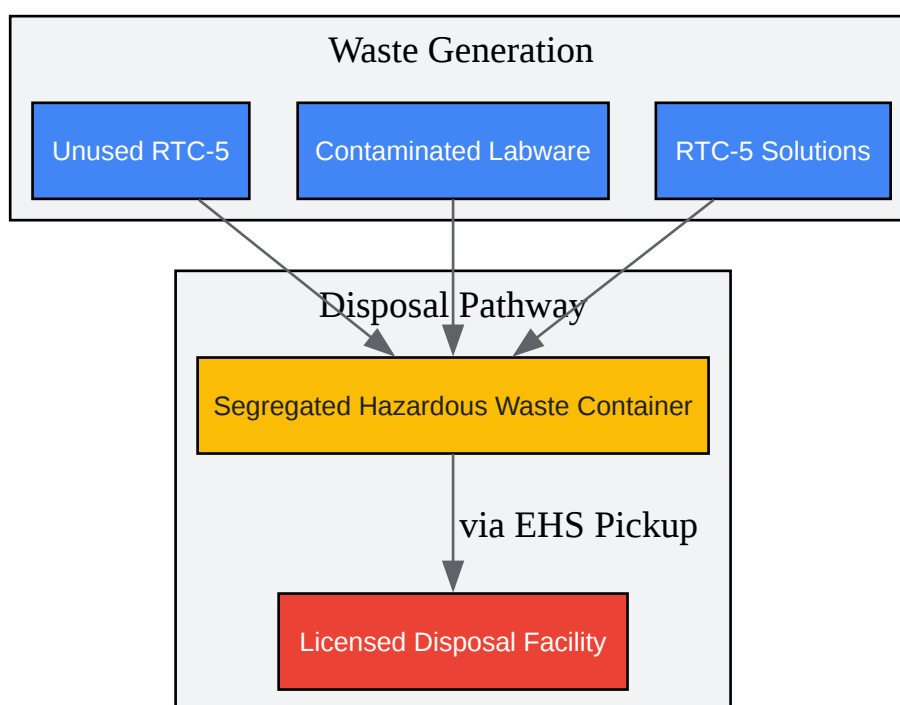 Waste Generation
Unused RTC-5
Contaminated Labware
RTC-5 Solutions
Disposal Pathway
Segregated Hazardous Waste Container
via EHS Pickup
Licensed Disposal Facility